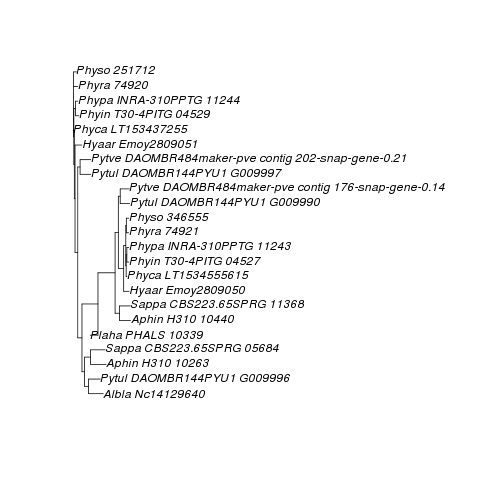 Physo 251712
Phyra 74920
Phypa INRA-310PPTG 11244
Phyin T30-4PITG 04529
Phyca LT153437255
Hyaar Emoy2809051
Pytve DAOMBR484maker-pve contig 202-snap-gene-0.21
Pytul DAOMBR144PYU1 G009997
Pytve DAOMBR484maker-pve contig 176-snap-gene-0.14
Pytul DAOMBR144PYU1 G009990
Physo 346555
Phyra 74921
Phypa INRA-310PPTG 11243
Phyin T30-4PITG 04527
Phyca LT1534555615
Hyaar Emoy2809050
Sappa CBS223.65SPRG 11368
Aphin H310 10440
Plaha PHALS 10339
Sappa CBS223.65SPRG 05684
Aphin H310 10263
Pytul DAOMBR144PYU1 G009996
Albla Nc14129640